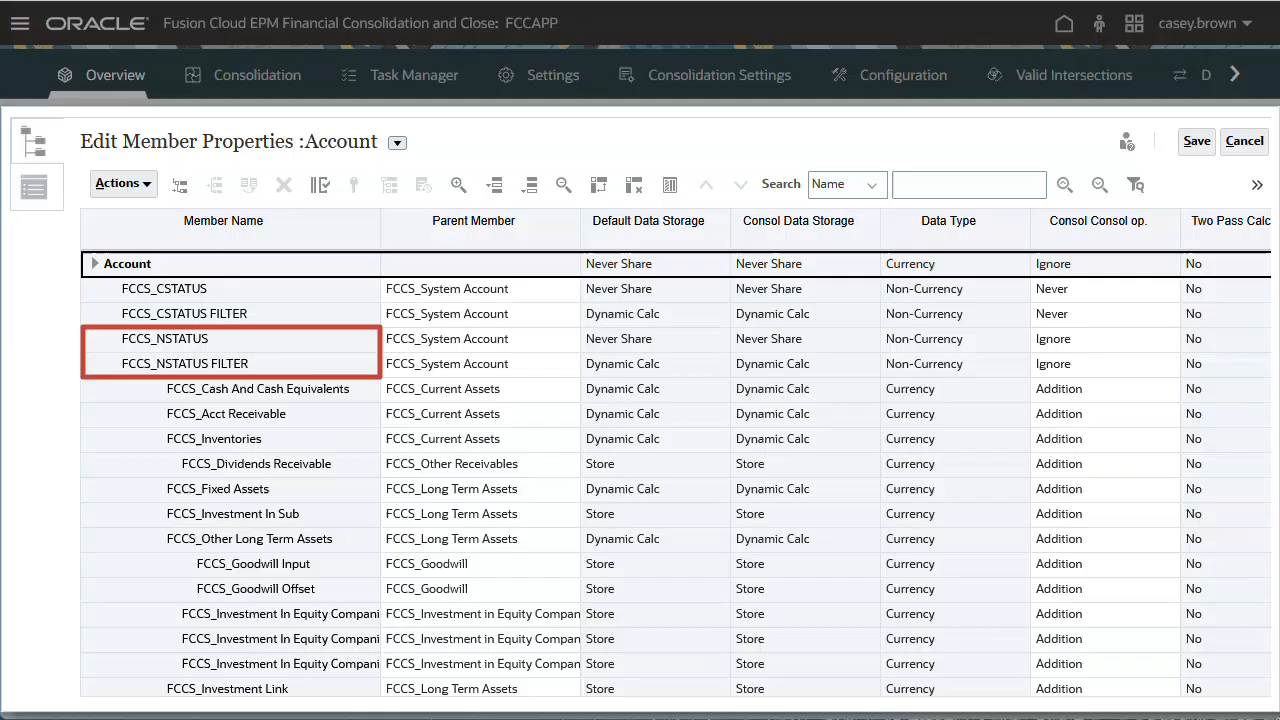 ORACLE® Fusion Cloud EPM Financial Consolidation and Close: FCCAPP casey.brown
Overview Consolidation Task Manager Settings Consolidation Settings Configuration Valid Intersections D
Edit Member Properties :Account Save Cancel
Actions Search Name
Member Name Parent Member Default Data Storage Consol Data Storage Data Type Consol Consol op. Two Pass Calc
Account Never Share Never Share Currency Ignore No
FCCS_CSTATUS FCCS_System Account Never Share Never Share Non-Currency Never No
FCCS_CSTATUS FILTER FCCS_System Account Dynamic Calc Dynamic Calc Non-Currency Never No
FCCS_NSTATUS FCCS_System Account Never Share Never Share Non-Currency Ignore No
FCCS_NSTATUS FILTER FCCS_System Account Dynamic Calc Dynamic Calc Non-Currency Ignore No
FCCS_Cash And Cash Equivalents FCCS_Current Assets Dynamic Calc Dynamic Calc Currency Addition No
FCCS_Acct Receivable FCCS_Current Assets Dynamic Calc Dynamic Calc Currency Addition No
FCCS_Inventories FCCS_Current Assets Dynamic Calc Dynamic Calc Currency Addition No
FCCS_Dividends Receivable FCCS_Other Receivables Store Store Currency Addition No
FCCS_Fixed Assets FCCS_Long Term Assets Dynamic Calc Dynamic Calc Currency Addition No
FCCS_Investment In Sub FCCS_Long Term Assets Store Store Currency Addition No
FCCS_Other Long Term Assets FCCS_Long Term Assets Dynamic Calc Dynamic Calc Currency Addition No
FCCS_Goodwill Input FCCS_Goodwill Store Store Currency Addition No
FCCS_Goodwill Offset FCCS_Goodwill Store Store Currency Addition No
FCCS_Investment In Equity Compani FCCS_Investment in Equity Compan Store Store Currency Addition No
FCCS_Investment In Equity Compani FCCS_Investment in Equity Compan Store Store Currency Addition No
FCCS_Investment In Equity Compani FCCS_Investment in Equity Compan Store Store Currency Addition No
FCCS_Investment Link FCCS_Long Term Assets Store Store Currency Addition No